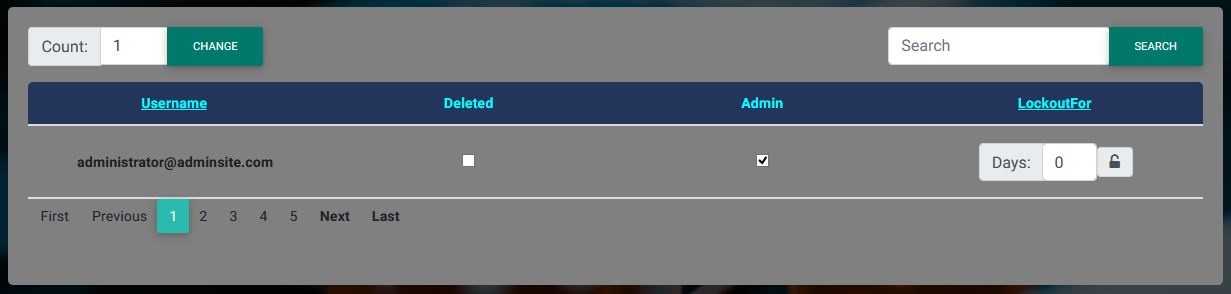 Count: 1 CHANGE Search SEARCH
Username Deleted Admin LockoutFor
administrator@adminsite.com Days: 0
First Previous 1 2 3 4 5 Next Last